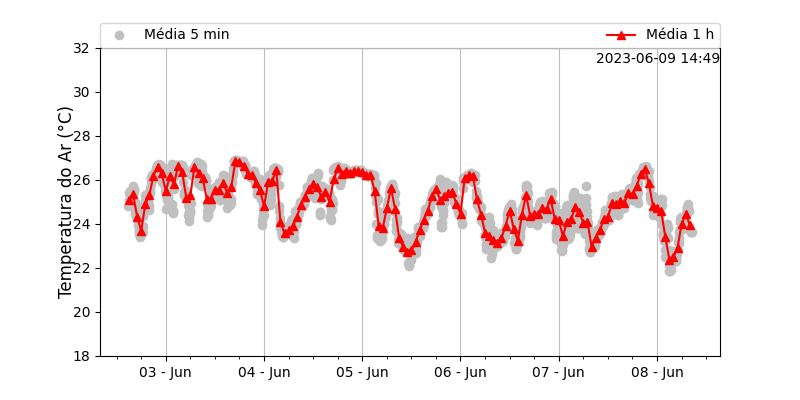 Média 5 min
Média 1 h
2023-06-09 14:49
Temperatura do Ar (°C)
32
30
28
26
24
22
20
18
03 - Jun
04 - Jun
05 - Jun
06 - Jun
07 - Jun
08 - Jun